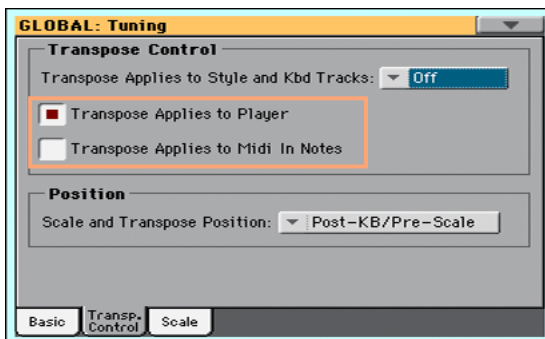 GLOBAL: Tuning
Transpose Control
Transpose Applies to Style and Kbd Tracks: Off
Transpose Applies to Player
Transpose Applies to Midi In Notes
Position
Scale and Transpose Position: Post-KB/Pre-Scale
Basic Transp. Control Scale